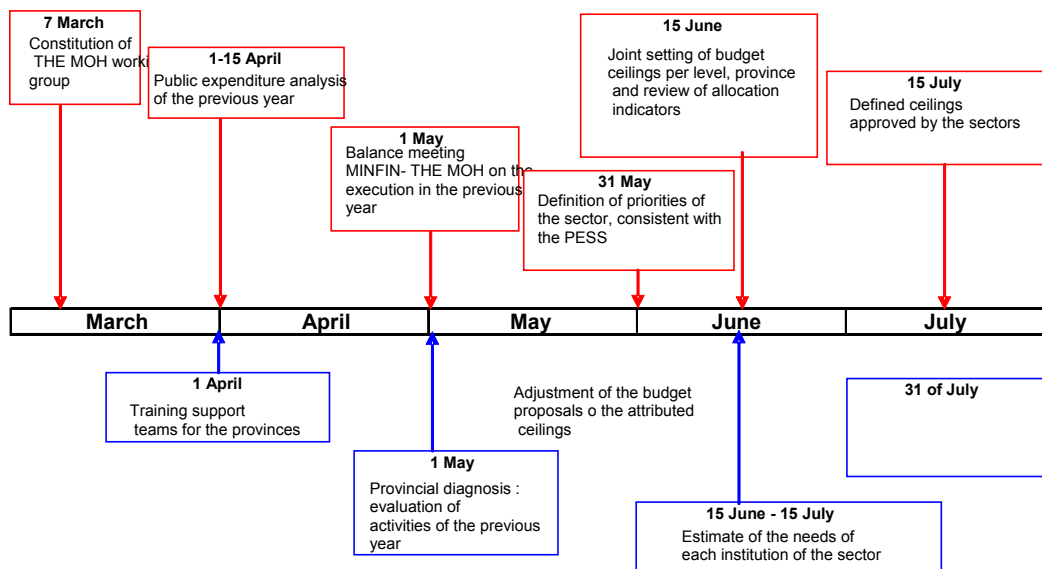 7 March
Constitution of
THE MOH worki
group
1-15 April
Public expenditure analysis
of the previous year
1 May
Balance meeting
MINFIN- THE MOH on the
execution in the previous
year
31 May
Definition of priorities of
the sector, consistent with
the PESS
15 June
Joint setting of budget
ceilings per level, province
and review of allocation
indicators
15 July
Defined ceilings
approved by the sectors
March April May June July
1 April
Training support
teams for the provinces
1 May
Provincial diagnosis :
evaluation of
activities of the previous
year
Adjustment of the budget
proposals o the attributed
ceilings
15 June - 15 July
Estimate of the needs of
each institution of the sector
31 of July